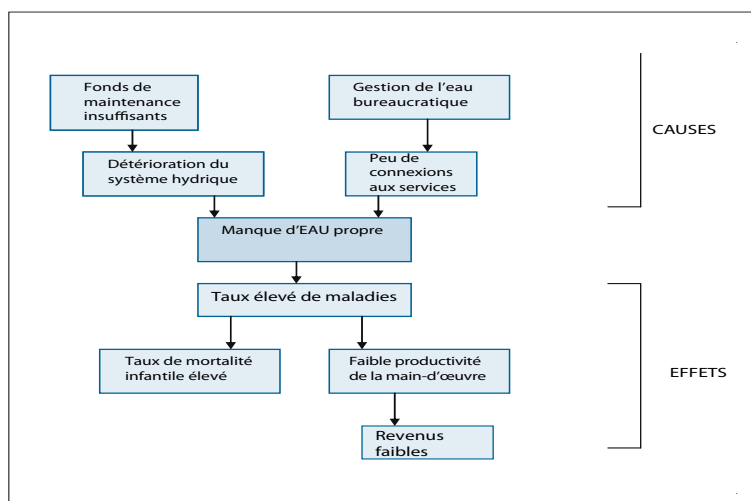 Fonds de
maintenance
insuffisants
Gestion de l'eau
bureaucratique
CAUSES
Détérioration du
système hydrique
Peu de
connexions
aux services
Manque d'EAU propre
Taux élevé de maladies
Taux de mortalité
infantile élevé
Faible productivité
de la main-d'œuvre
EFFETS
Revenus
faibles